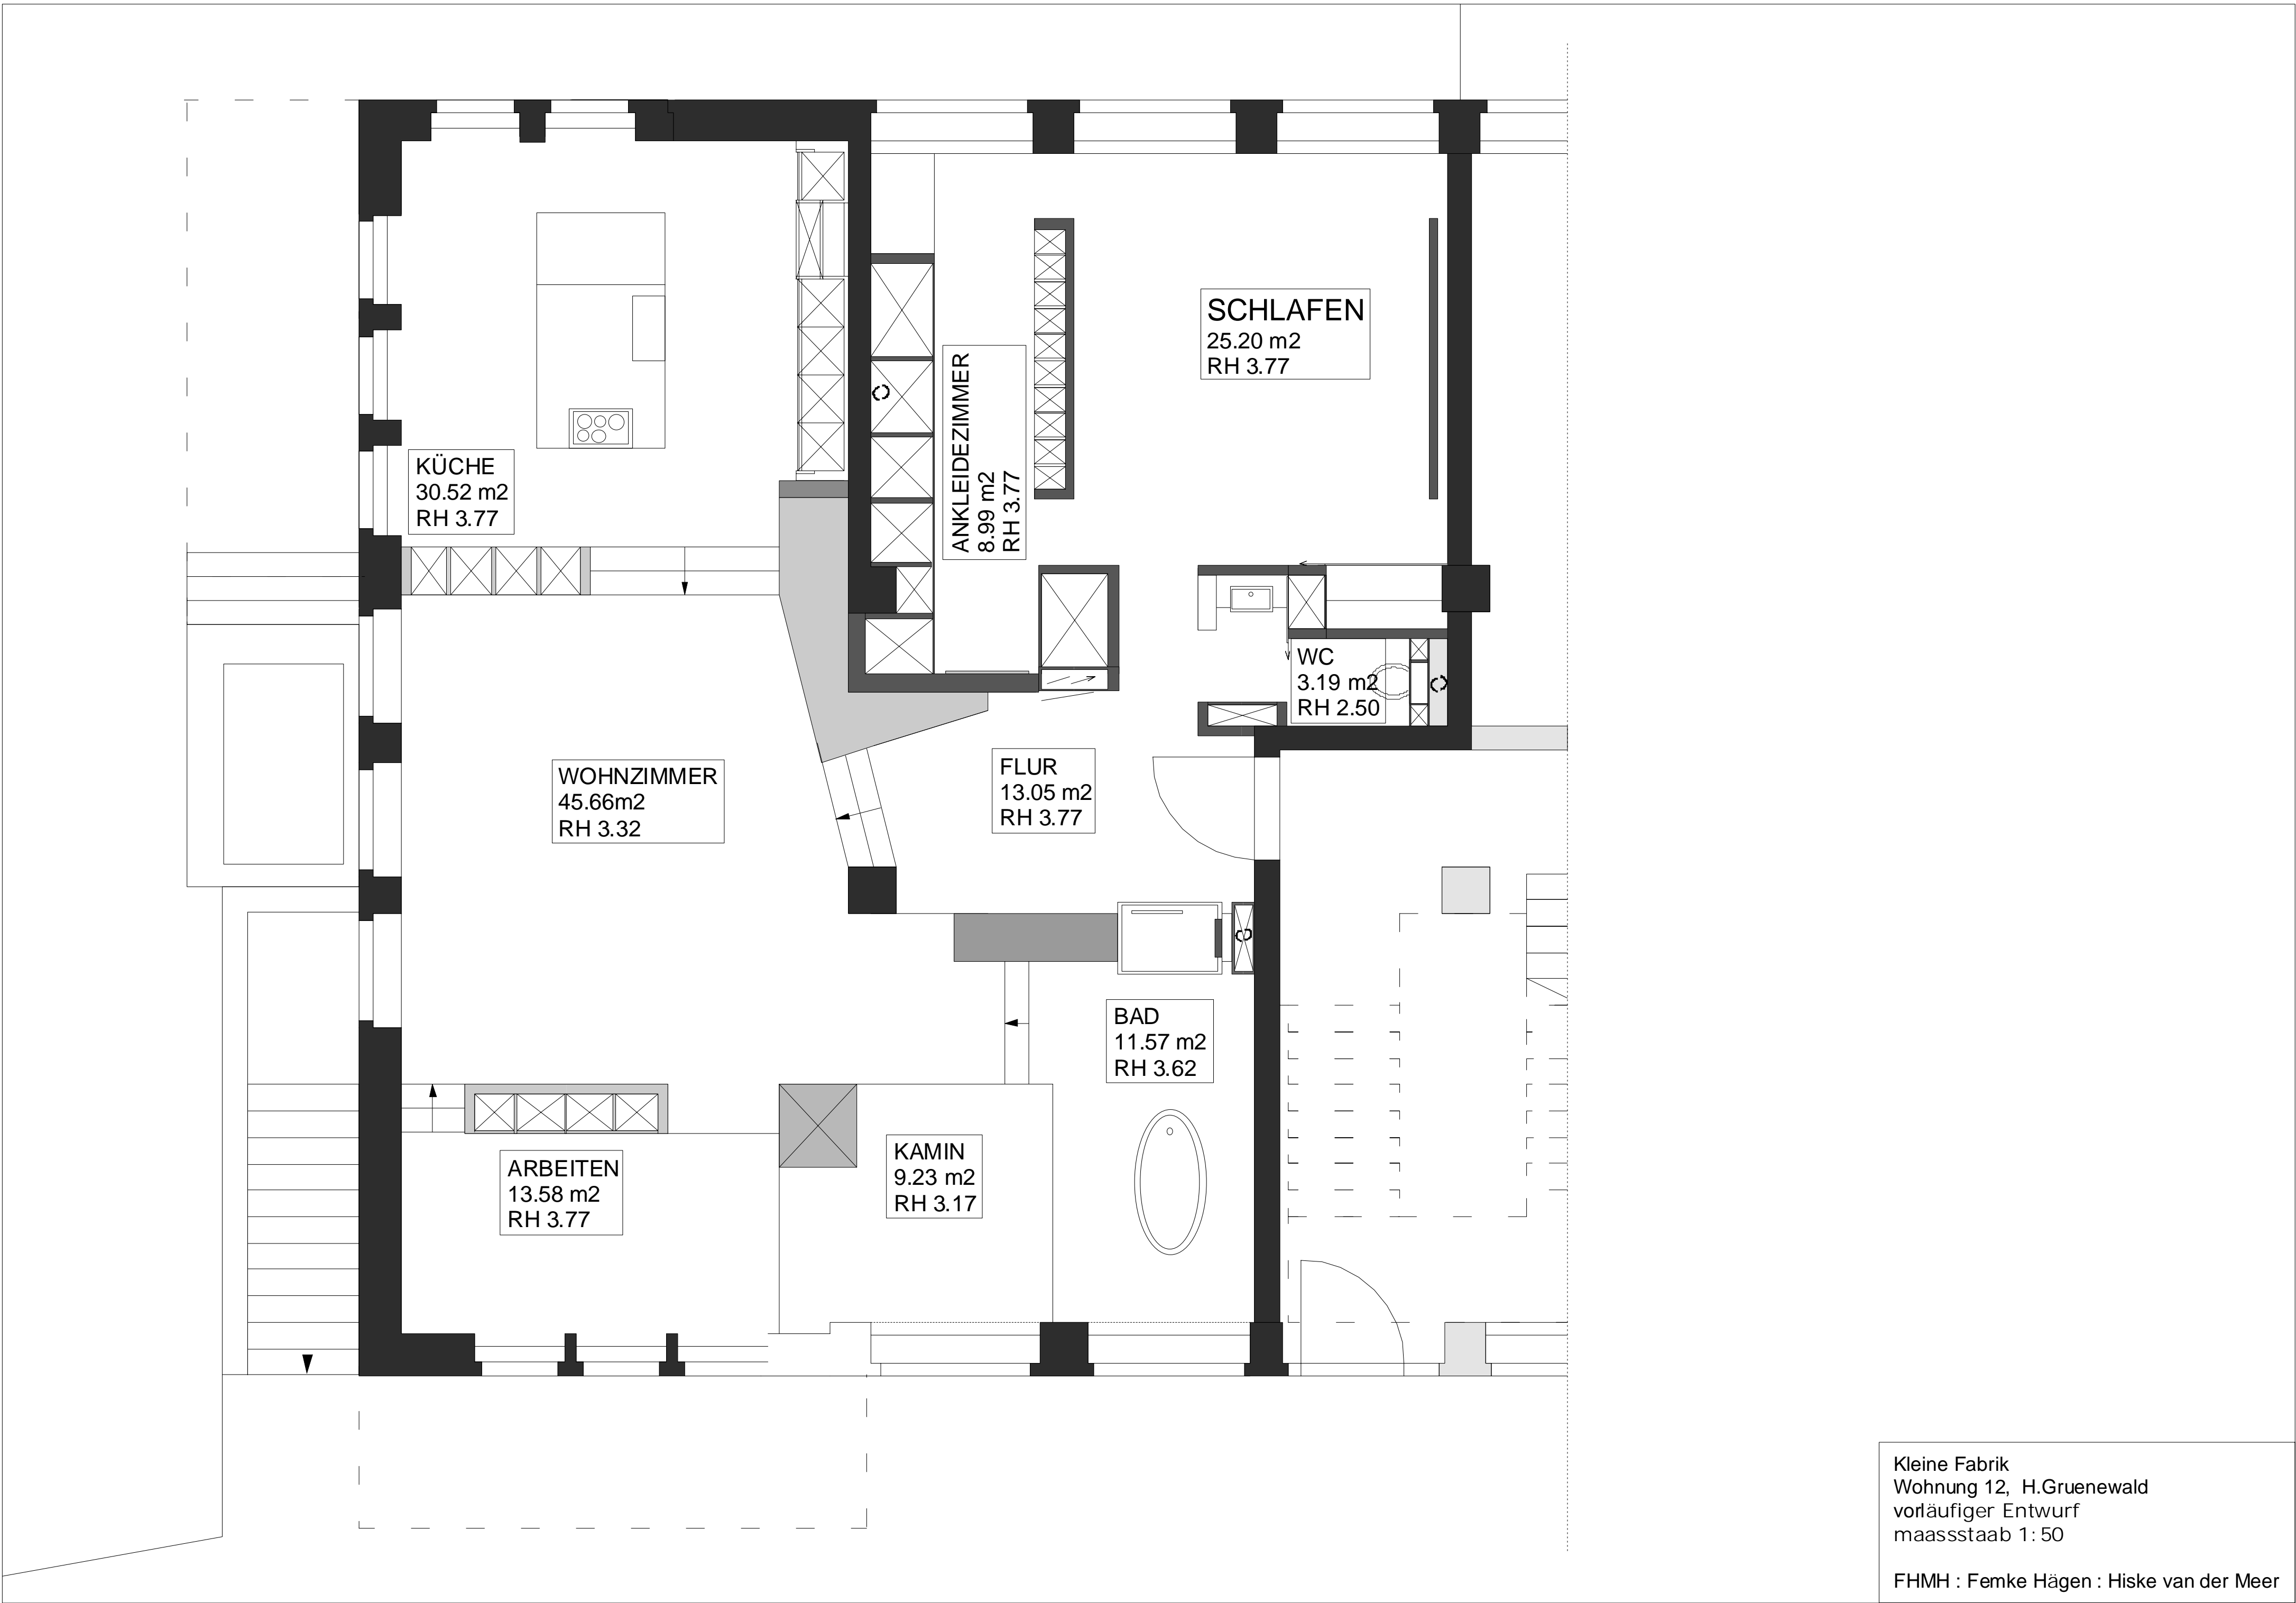 SCHLAFEN
25.20 m2
RH 3.77
KÜCHE
30.52 m2
RH 3.77
ANKLEIDEZIMMER
8.99 m2
RH 3.77
WC
3.19 m2
RH 2.50
WOHNZIMMER
45.66m2
RH 3.32
FLUR
13.05 m2
RH 3.77
BAD
11.57 m2
RH 3.62
ARBEITEN
13.58 m2
RH 3.77
KAMIN
9.23 m2
RH 3.17
Kleine Fabrik
Wohnung 12, H.Gruenewald
vorläufiger Entwurf
maassstaab 1:50
FHMH : Femke Hägen : Hiske van der Meer